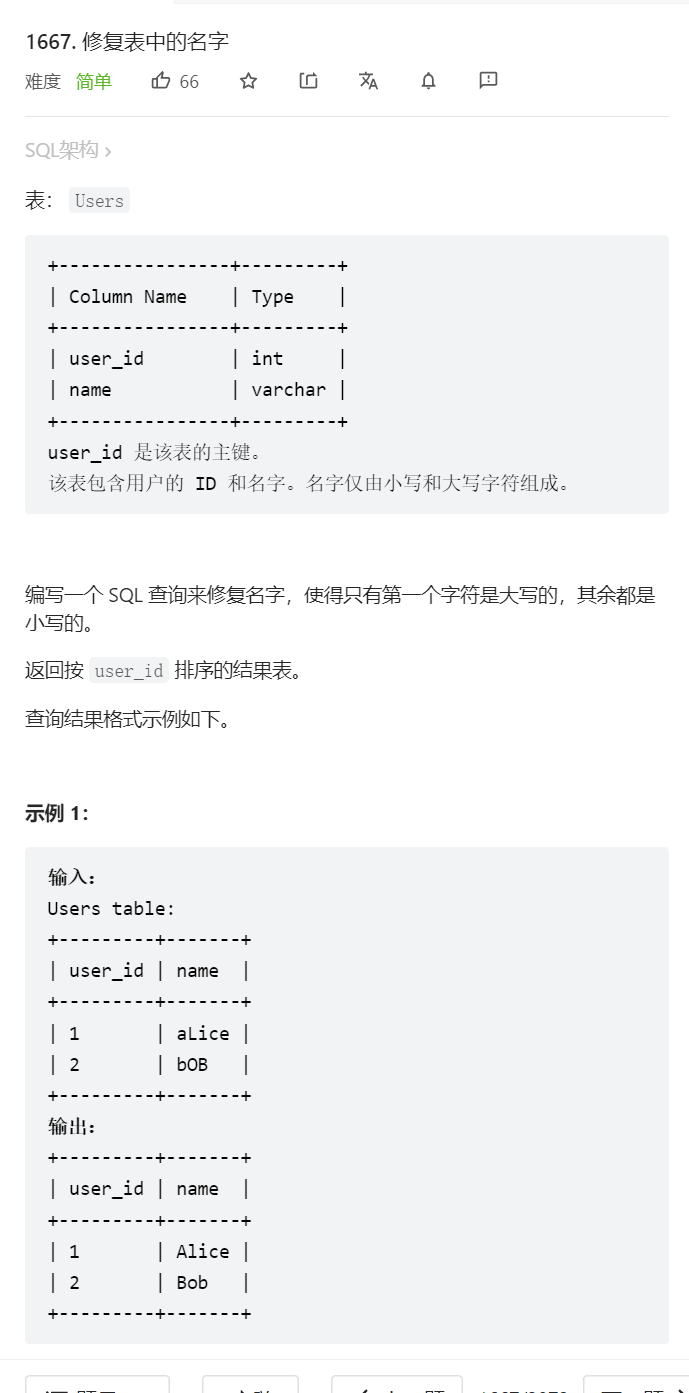 1667. 修复表中的名字
难度 简单 66
SQL架构 ›
表： Users
+----------------+---------+
| Column Name    | Type    |
+----------------+---------+
| user_id        | int     |
| name           | varchar |
+----------------+---------+
user_id 是该表的主键。
该表包含用户的 ID 和名字。名字仅由小写和大写字符组成。
编写一个 SQL 查询来修复名字，使得只有第一个字符是大写的，其余都是
小写的。
返回按 user_id 排序的结果表。
查询结果格式示例如下。
示例 1：
输入：
Users table:
+---------+-------+
| user_id | name  |
+---------+-------+
| 1       | aLice |
| 2       | bOB   |
+---------+-------+
输出：
+---------+-------+
| user_id | name  |
+---------+-------+
| 1       | Alice |
| 2       | Bob   |
+---------+-------+